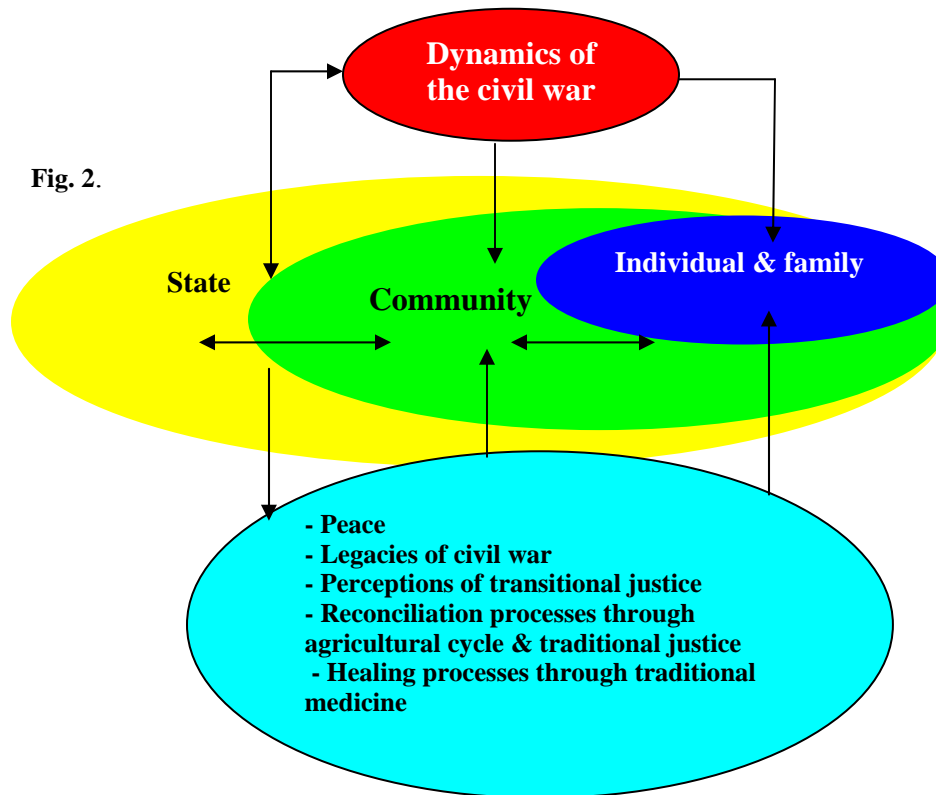 Dynamics of
the civil war
Fig. 2.
State
Community
Individual & family
- Peace
- Legacies of civil war
- Perceptions of transitional justice
- Reconciliation processes through
agricultural cycle & traditional justice
- Healing processes through traditional
medicine